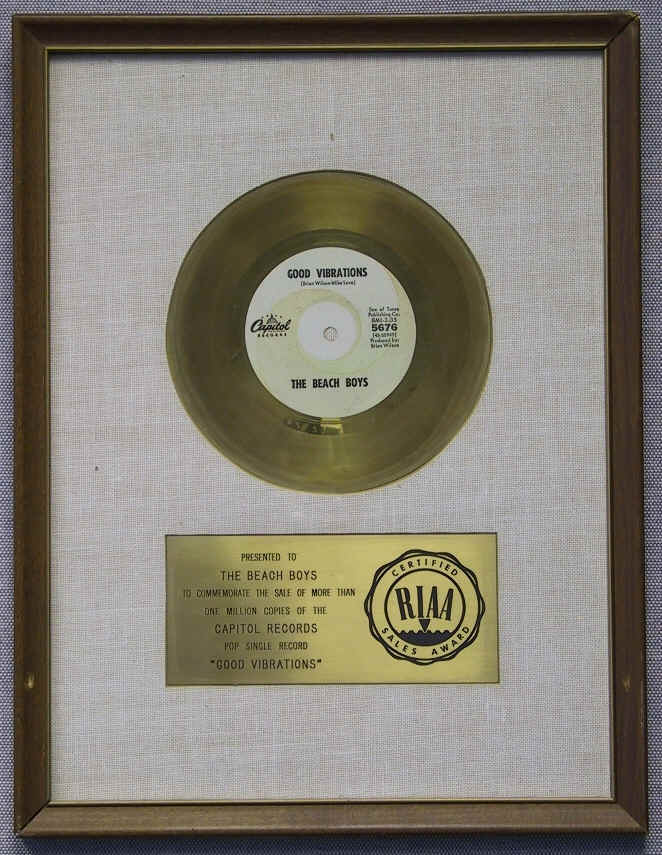 GOOD VIBRATIONS
(Brian Wilson-Mike Love)
Capitol
RECORDS
Sea of Tunes
Publishing Co.
BMI-3:35
5676
Produced by:
Brian Wilson
THE BEACH BOYS
PRESENTED TO
THE BEACH BOYS
TO COMMEMORATE THE SALE OF MORE THAN
ONE MILLION COPIES OF THE
CAPITOL RECORDS
POP SINGLE RECORD
"GOOD VIBRATIONS"
CERTIFIED
RIAA
SALES AWARD